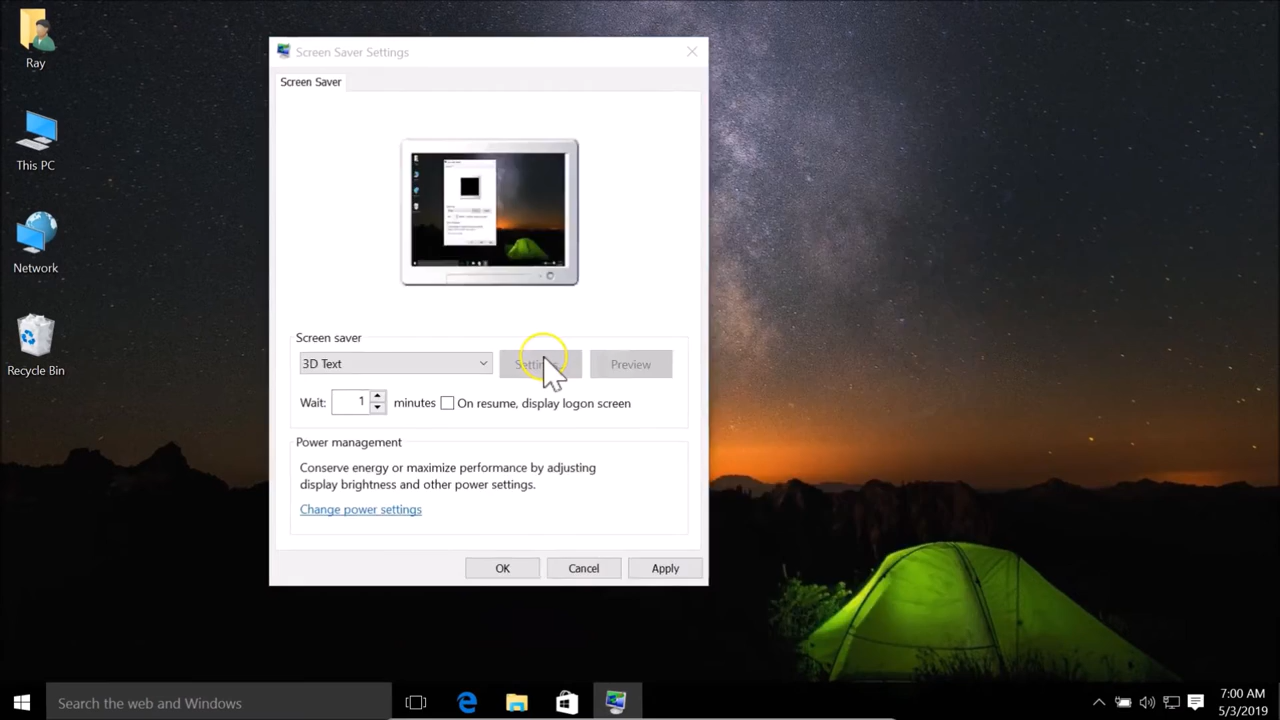 Ray
This PC
Network
Recycle Bin
Screen Saver Settings
Screen Saver
Screen saver
3D Text
Preview
Wait: 1 minutes
On resume, display logon screen
Power management
Conserve energy or maximize performance by adjusting
display brightness and other power settings.
Change power settings
OK Cancel Apply
Search the web and Windows
7:00 AM
5/3/2019